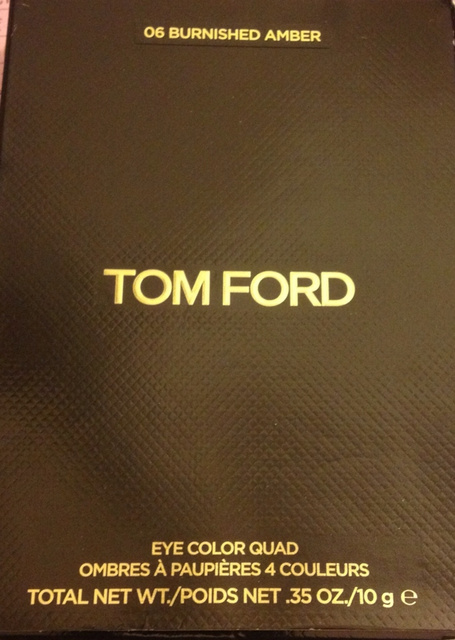 06 BURNISHED AMBER
TOM FORD
EYE COLOR QUAD
OMBRES À PAUPIÈRES 4 COULEURS
TOTAL NET WT./POIDS NET .35 OZ./10 g ℮